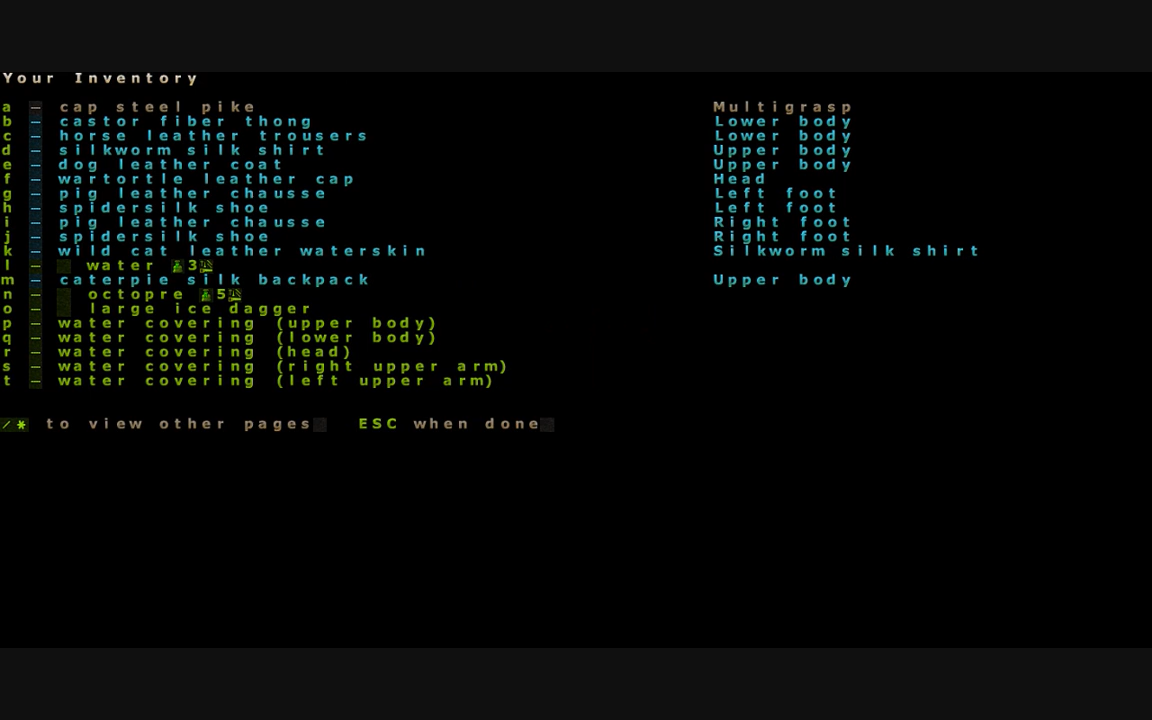 Your Inventory
a - cap steel pike Multigrasp
b - castor fiber thong Lower body
c - horse leather trousers Lower body
d - silkworm silk shirt Upper body
e - dog leather coat Upper body
f - wartortle leather cap Head
g - pig leather chausse Left foot
h - spidersilk shoe Left foot
i - pig leather chausse Right foot
j - spidersilk shoe Right foot
k - wild cat leather waterskin Silkworm silk shirt
l - water 3
m - caterpie silk backpack Upper body
n - octopre 5
o - large ice dagger
p - water covering (upper body)
q - water covering (lower body)
r - water covering (head)
s - water covering (right upper arm)
t - water covering (left upper arm)
/* to view other pages ESC when done